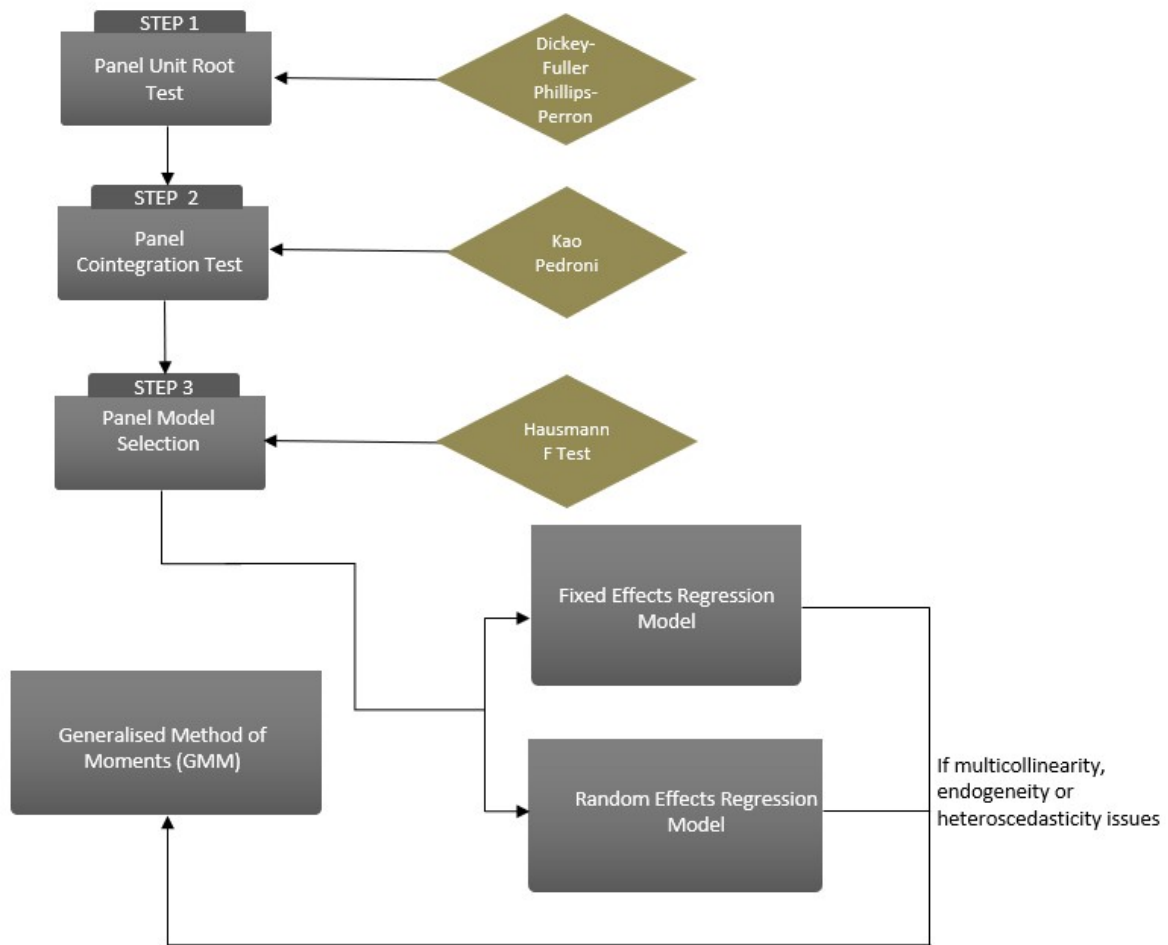 STEP 1
Panel Unit Root
Test
Dickey-
Fuller
Phillips-
Perron
STEP 2
Panel
Cointegration Test
Kao
Pedroni
STEP 3
Panel Model
Selection
Hausmann
F Test
Fixed Effects Regression
Model
Generalised Method of
Moments (GMM)
Random Effects Regression
Model
If multicollinearity,
endogeneity or
heteroscedasticity issues